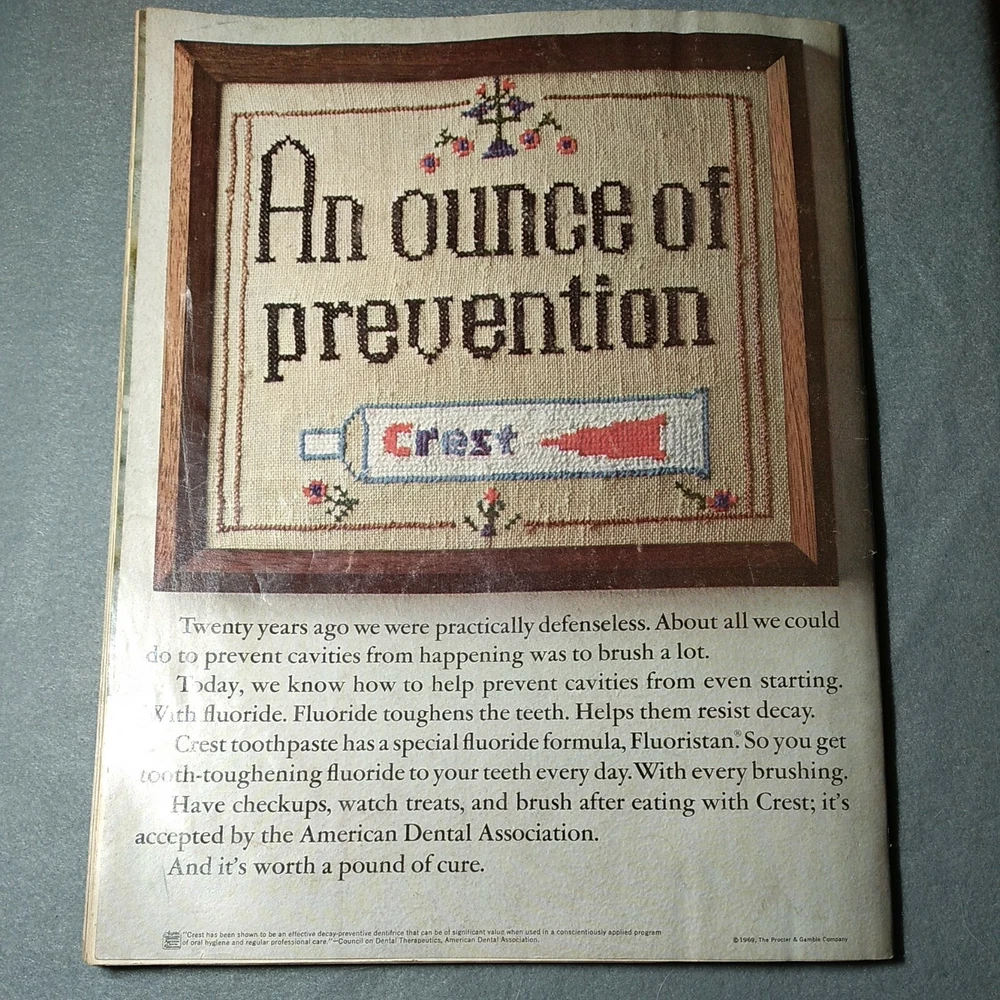 An ounce of
prevention
Crest
Twenty years ago we were practically defenseless. About all we could
do to prevent cavities from happening was to brush a lot.
Today, we know how to help prevent cavities from even starting.
With fluoride. Fluoride toughens the teeth. Helps them resist decay.
Crest toothpaste has a special fluoride formula, Fluoristan.® So you get
tooth-toughening fluoride to your teeth every day. With every brushing.
Have checkups, watch treats, and brush after eating with Crest; it's
accepted by the American Dental Association.
And it's worth a pound of cure.
"Crest has been shown to be an effective decay-preventive dentifrice that can be of significant value when used in a conscientiously applied program
of oral hygiene and regular professional care."—Council on Dental Therapeutics, American Dental Association.
The Procter & Gamble Company